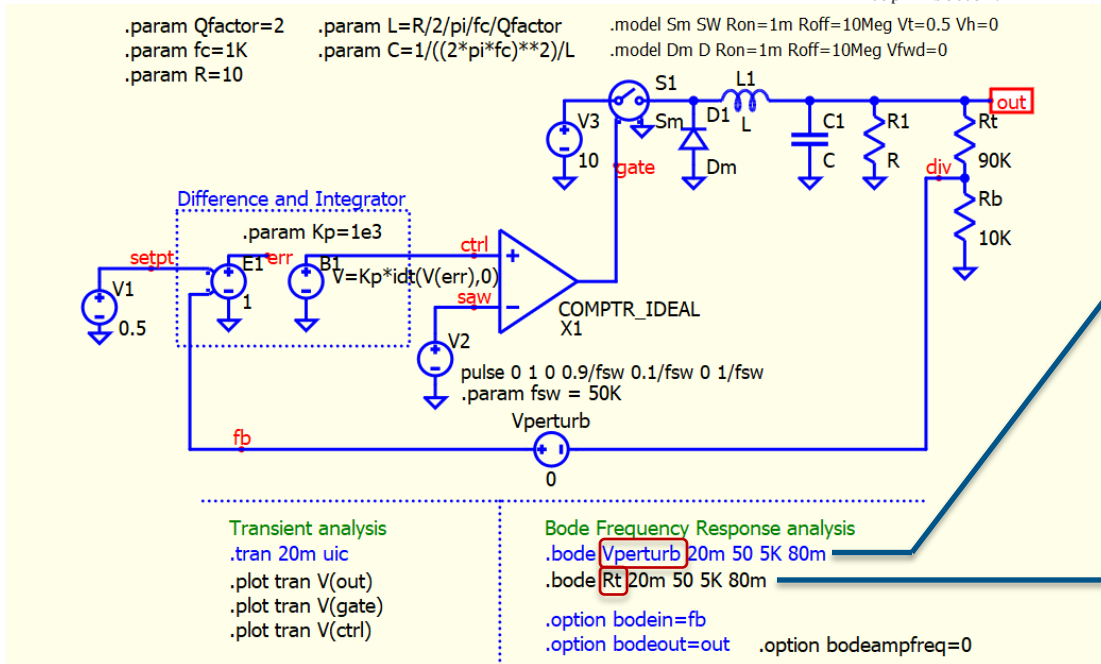 .param Qfactor=2 .param L=R/2/pi/fc/Qfactor .model Sm SW Ron=1m Roff=10Meg Vt=0.5 Vh=0
.param fc=1K .param C=1/((2*pi*fc)**2)/L .model Dm D Ron=1m Roff=10Meg Vfwd=0
.param R=10
S1 L1
out
V3 Sm D1 L C1 R1 Rt
10 gate Dm C R div 90K
Difference and Integrator Rb
.param Kp=1e3 10K
setpt E1 err B1 ctrl
V=Kp*idt(V(err),0)
V1 1 saw
0.5 COMPTR_IDEAL
X1
V2
pulse 0 1 0 0.9/fsw 0.1/fsw 0 1/fsw
.param fsw = 50K
Vperturb
fb
0
Transient analysis
.tran 20m uic
.plot tran V(out)
.plot tran V(gate)
.plot tran V(ctrl)
Bode Frequency Response analysis
.bode Vperturb 20m 50 5K 80m
.bode Rt 20m 50 5K 80m
.option bodein=fb
.option bodeout=out .option bodeampfreq=0